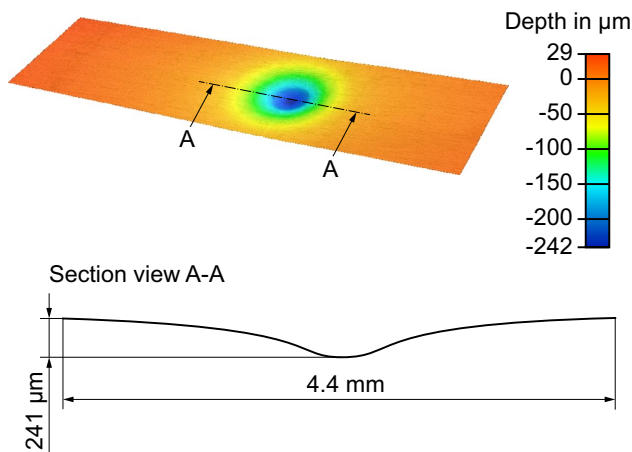 Depth in µm
29
0
-50
-100
-150
-200
-242
A
A
Section view A-A
4.4 mm
241 µm